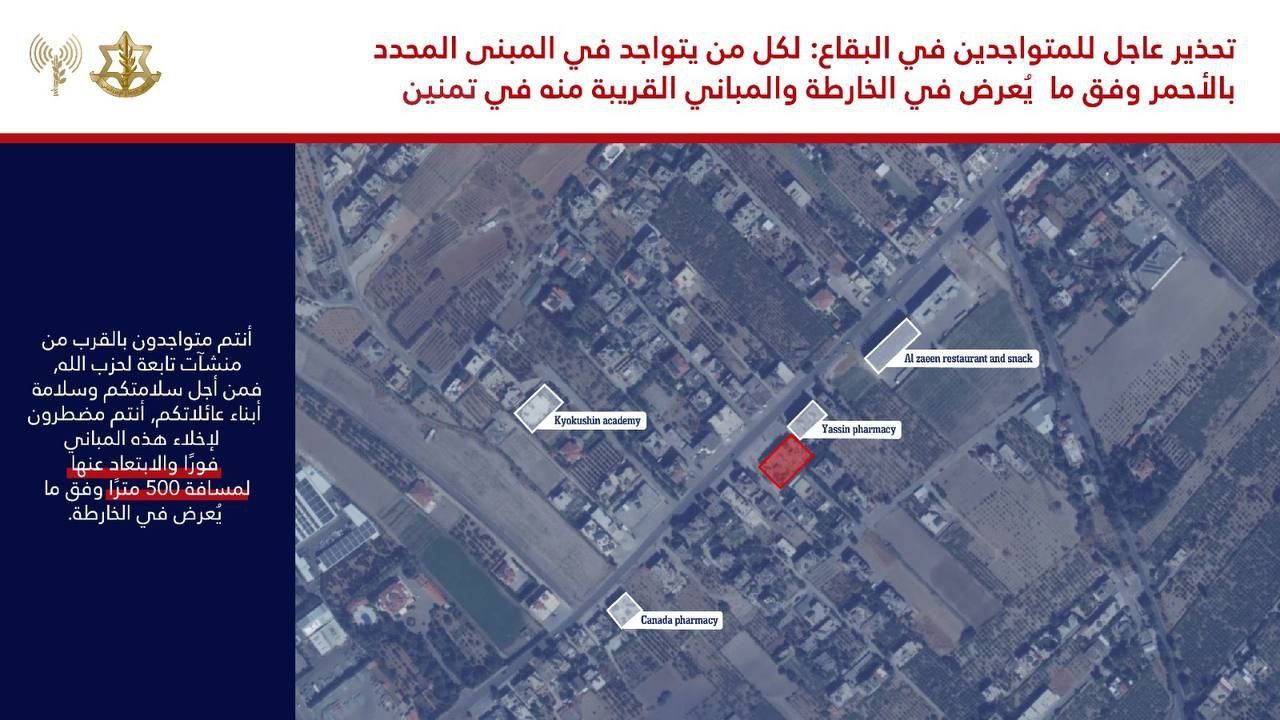 تحذير عاجل للمتواجدين في البقاع: لكل من يتواجد في المبنى المحدد
بالأحمر وفق ما يُعرض في الخارطة والمباني القريبة منه في تمنين
أنتم متواجدون بالقرب من
منشآت تابعة لحزب الله,
فمن أجل سلامتكم وسلامة
أبناء عائلاتكم, أنتم مضطرون
لإخلاء هذه المباني
فورًا والابتعاد عنها
لمسافة 500 مترًا وفق ما
يُعرض في الخارطة.
Al zaeen restaurant and snack
Kyokushin academy
Yassin pharmacy
Canada pharmacy